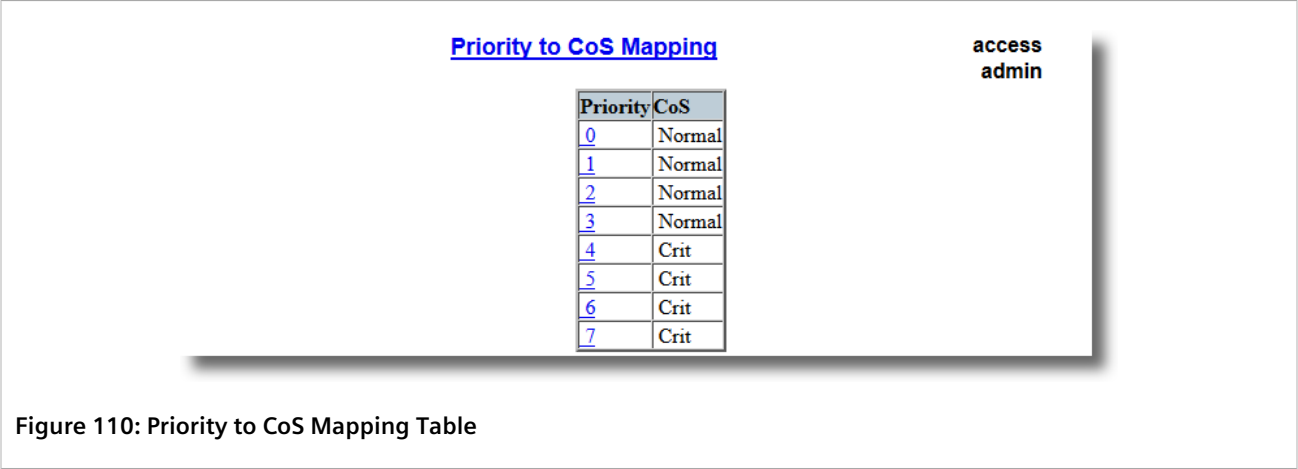 Priority to CoS Mapping
access
admin
Priority CoS
0 Normal
1 Normal
2 Normal
3 Normal
4 Crit
5 Crit
6 Crit
7 Crit
Figure 110: Priority to CoS Mapping Table